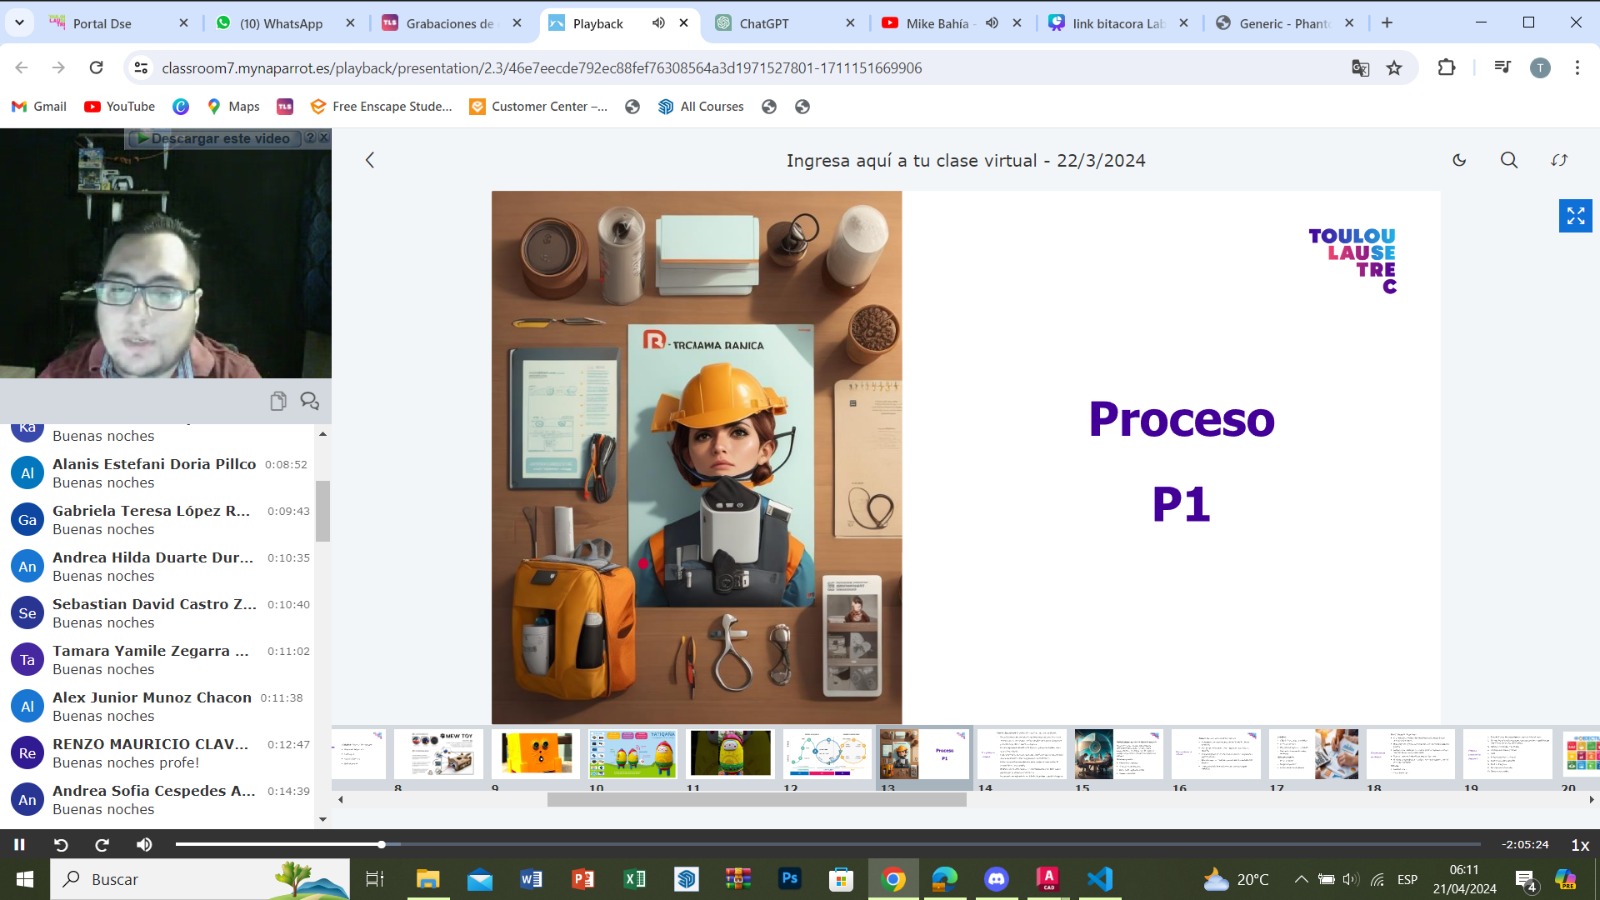 Portal Dse
(10) WhatsApp
Grabaciones de
Playback
ChatGPT
Mike Bahía -
link bitacora Lab
Generic - Phant
classroom7.mynaparrot.es/playback/presentation/2.3/46e7eecde792ec88fef76308564a3d1971527801-1711151669906
T
Gmail
YouTube
Maps
TLS
Free Enscape Stude...
Customer Center –...
All Courses
Descargar este video
Ingresa aquí a tu clase virtual - 22/3/2024
TOULOU
LAUSE
TRE
C
R - TRCJAWA BANICA
Proceso
P1
Ka
Buenas noches
Al
Alanis Estefani Doria Pillco 0:08:52
Buenas noches
Ga
Gabriela Teresa López R... 0:09:43
Buenas noches
An
Andrea Hilda Duarte Dur... 0:10:35
Buenas noches
Se
Sebastian David Castro Z... 0:10:40
Buenas noches
Ta
Tamara Yamile Zegarra ... 0:11:02
Buenas noches
Al
Alex Junior Munoz Chacon 0:11:38
Buenas noches
Re
RENZO MAURICIO CLAV... 0:12:47
Buenas noches profe!
An
Andrea Sofia Cespedes A... 0:14:39
Buenas noches
Proceso
P1
8 9 10 11 12 13 14 15 16 17 18 19 20
-2:05:24 1x
Buscar
20°C
ESP
06:11
21/04/2024
4